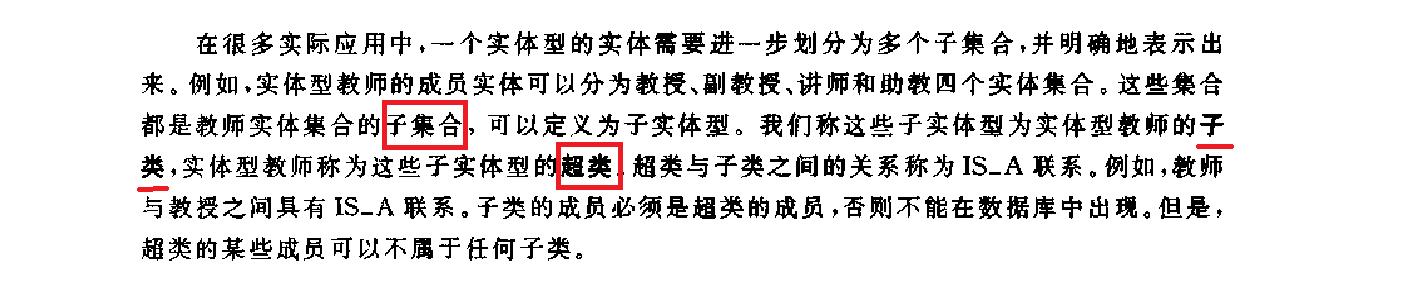 在很多实际应用中,一个实体型的实体需要进一步划分为多个子集合,并明确地表示出
来。例如,实体型教师的成员实体可以分为教授、副教授、讲师和助教四个实体集合。这些集合
都是教师实体集合的子集合,可以定义为子实体型。我们称这些子实体型为实体型教师的子
类,实体型教师称为这些子实体型的超类.超类与子类之间的关系称为IS_A 联系。例如,教师
与教授之间具有 IS_A 联系。子类的成员必须是超类的成员,否则不能在数据库中出现。但是,
超类的某些成员可以不属于任何子类。